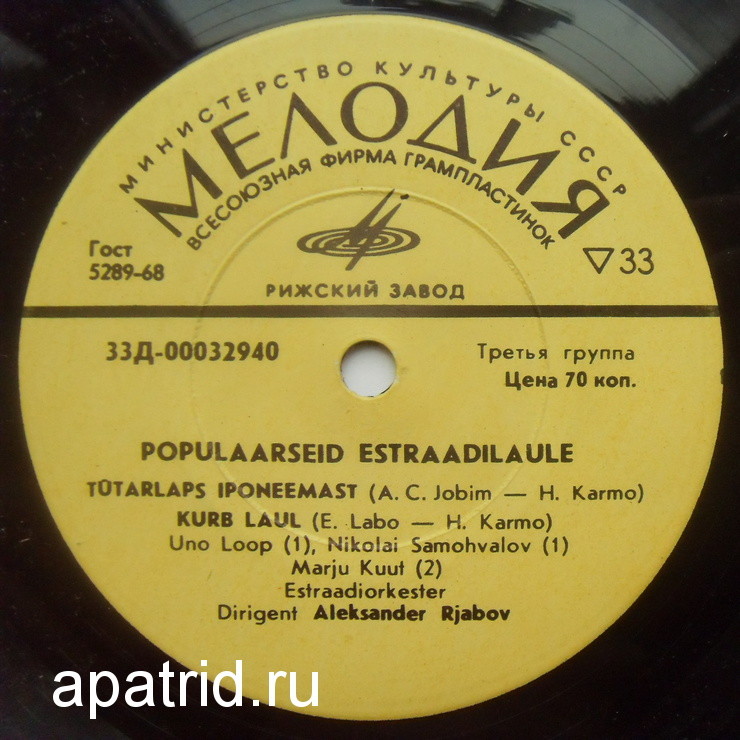 МИНИСТЕРСТВО КУЛЬТУРЫ СССР
МЕЛОДИЯ
ВСЕСОЮЗНАЯ ФИРМА ГРАМПЛАСТИНОК
Гост
5289-68
▽33
РИЖСКИЙ ЗАВОД
33Д-00032940
Третья группа
Цена 70 коп.
POPULAARSEID ESTRAADILAULE
TÜTARLAPS IPONEEMAST (A. C. Jobim — H. Karmo)
KURB LAUL (E. Labo — H. Karmo)
Uno Loop (1), Nikolai Samohvalov (1)
Marju Kuut (2)
Estraadiorkester
Dirigent Aleksander Rjabov
apatrid.ru